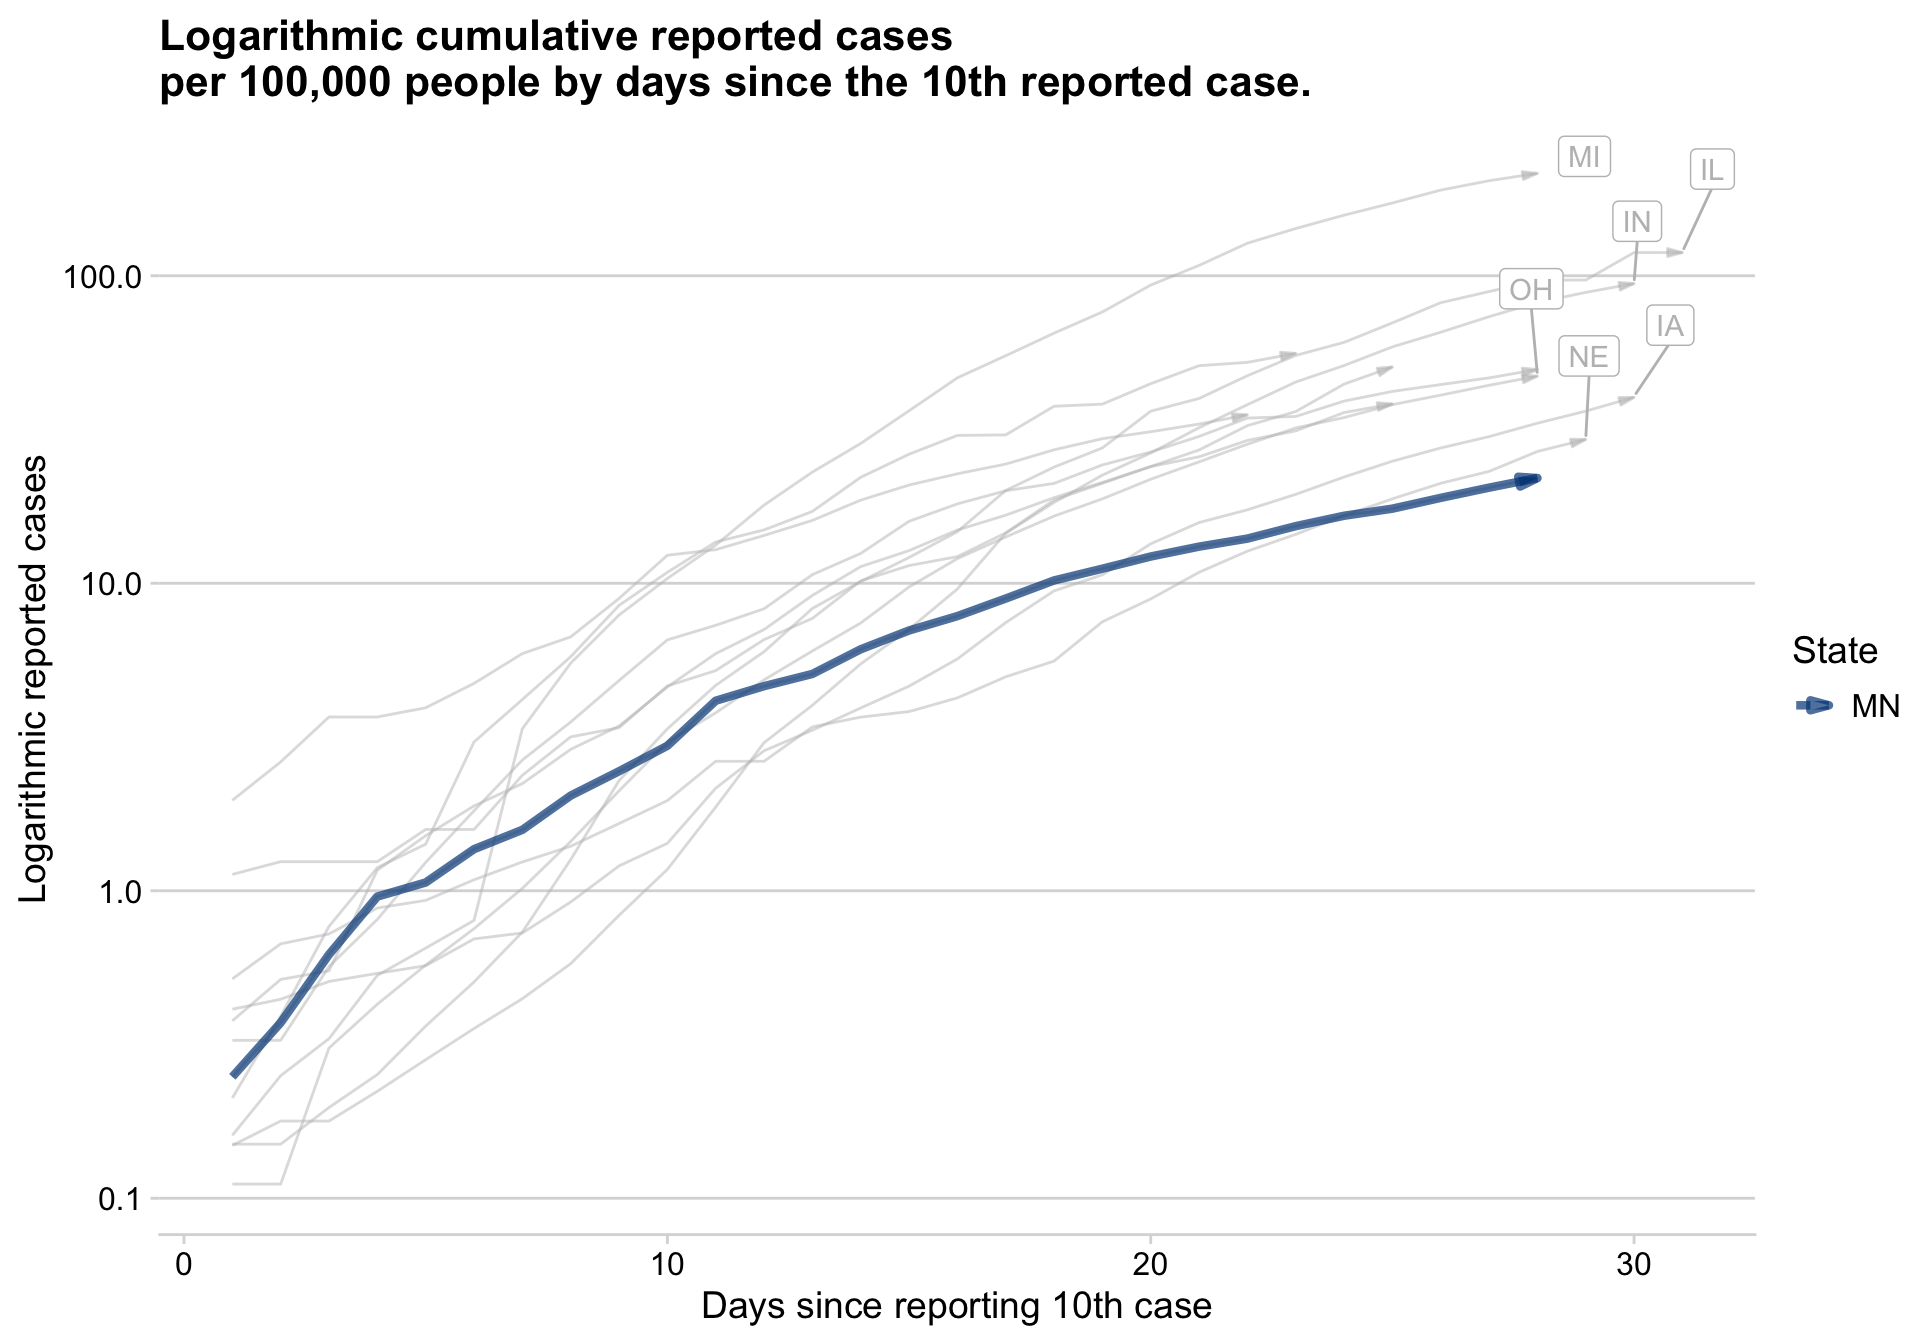 Logarithmic cumulative reported cases
per 100,000 people by days since the 10th reported case.
MI
IL
IN
OH
IA
NE
100.0
10.0
1.0
0.1
Logarithmic reported cases
0
10
20
30
Days since reporting 10th case
State
MN